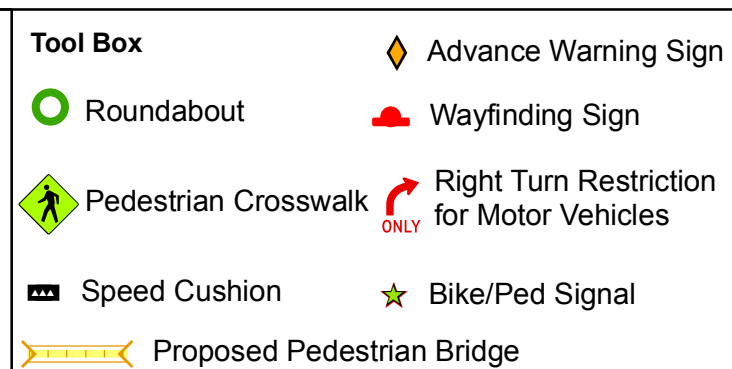 Tool Box
Advance Warning Sign
Roundabout
Wayfinding Sign
Pedestrian Crosswalk
ONLY
Right Turn Restriction
for Motor Vehicles
Speed Cushion
Bike/Ped Signal
Proposed Pedestrian Bridge